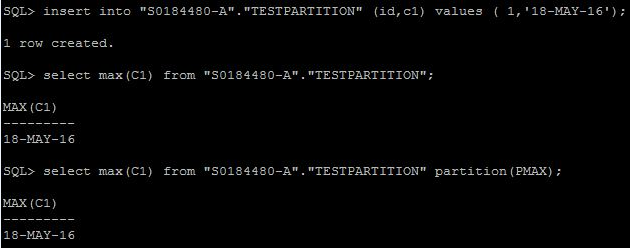 SQL> insert into "S0184480-A"."TESTPARTITION" (id,c1) values ( 1,'18-MAY-16');
1 row created.
SQL> select max(C1) from "S0184480-A"."TESTPARTITION";
MAX(C1)
---------
18-MAY-16
SQL> select max(C1) from "S0184480-A"."TESTPARTITION" partition(PMAX);
MAX(C1)
---------
18-MAY-16